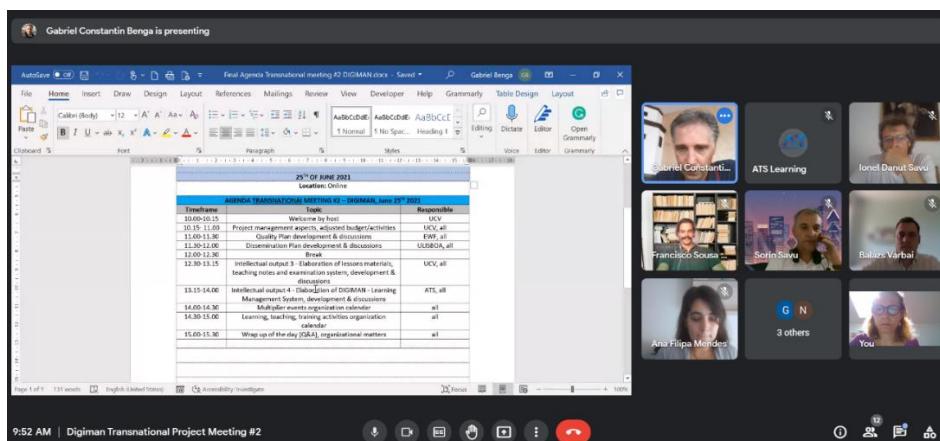 Gabriel Constantin Benga is presenting
AutoSave Off Final Agenda Transnational meeting #2 DIGIMAN.docx - Saved Gabriel Benga GB
File Home Insert Draw Design Layout References Mailings Review View Developer Help Grammarly Table Design Layout
Calibri (Body) 12 AaBbCcDdE AaBbCcDdE AaBbCcE
Paste 1 Normal 1 No Spac... Heading 1 Editing Dictate Editor Open Grammarly
Clipboard Font Paragraph Styles Voice Editor Grammarly
25TH OF JUNE 2021
Location: Online
AGENDA TRANSNATIONAL MEETING #2 – DIGIMAN, June 25th 2021
Timeframe Topic Responsible
10.00-10.15 Welcome by host UCV
10.15- 11.00 Project management aspects, adjusted budget/activities UCV, all
11.00-11.30 Quality Plan development & discussions EWF, all
11.30-12.00 Dissemination Plan development & discussions ULISBOA, all
12.00-12.30 Break
12.30-13.15 Intellectual output 3 - Elaboration of lessons materials, UCV, all
teaching notes and examination system, development &
discussions
13.15-14.00 Intellectual output 4 - Elaboration of DIGIMAN - Learning ATS, all
Management System, development & discussions
14.00-14.30 Multiplier events organization calendar all
14.30-15.00 Learning, teaching, training activities organization all
calendar
15.00-15.30 Wrap up of the day (Q&A), organizational matters all
Page 1 of 1 131 words English (United States) Accessibility: Investigate Focus 100%
Gabriel Constanti...
ATS Learning
Ionel Danut Savu
Francisco Sousa
Sorin Savu
Balazs Varbai
Ana Filipa Mendes
G N
3 others
You
9:52 AM | Digiman Transnational Project Meeting #2
12